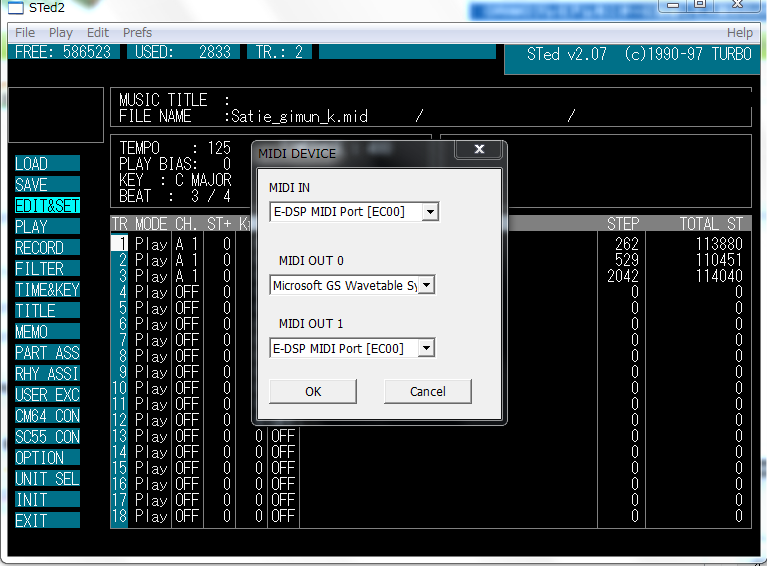 STed2
File Play Edit Prefs Help
FREE: 586523 USED: 2833 TR.: 2 STed v2.07 (c)1990-97 TURBO
MUSIC TITLE :
FILE NAME :Satie_gimun_k.mid / /
TEMPO : 125
PLAY BIAS: 0
KEY : C MAJOR
BEAT : 3 / 4
LOAD
SAVE
EDIT&SET
PLAY
RECORD
FILTER
TIME&KEY
TITLE
MEMO
PART ASS
RHY ASSI
USER EXC
CM64 CON
SC55 CON
OPTION
UNIT SEL
INIT
EXIT
MIDI DEVICE
MIDI IN
E-DSP MIDI Port [EC00]
MIDI OUT 0
Microsoft GS Wavetable Sy
MIDI OUT 1
E-DSP MIDI Port [EC00]
OK Cancel
TR MODE CH. ST+ STEP TOTAL ST
1 Play A 1 0 262 113880
2 Play A 1 0 529 110451
3 Play A 1 0 2042 114040
4 Play OFF 0 0 0
5 Play OFF 0 0 0
6 Play OFF 0 0 0
7 Play OFF 0 0 0
8 Play OFF 0 0 0
9 Play OFF 0 0 0
10 Play OFF 0 0 0
11 Play OFF 0 0 0
12 Play OFF 0 0 0
13 Play OFF 0 0 OFF 0 0
14 Play OFF 0 0 OFF 0 0
15 Play OFF 0 0 OFF 0 0
16 Play OFF 0 0 OFF 0 0
17 Play OFF 0 0 OFF 0 0
18 Play OFF 0 0 OFF 0 0